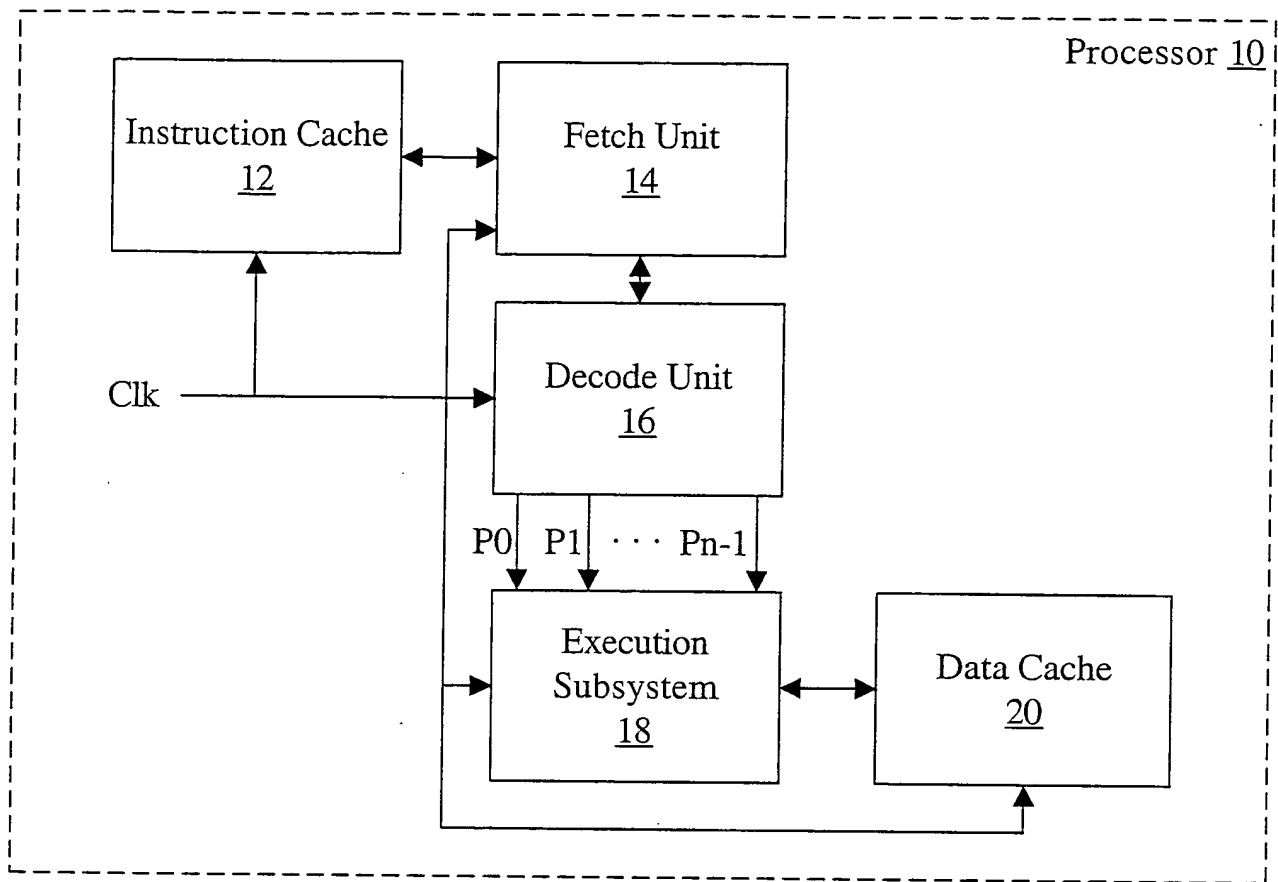 Processor 10
Instruction Cache
12
Fetch Unit
14
Clk
Decode Unit
16
P0 P1 · · · Pn-1
Execution
Subsystem
18
Data Cache
20